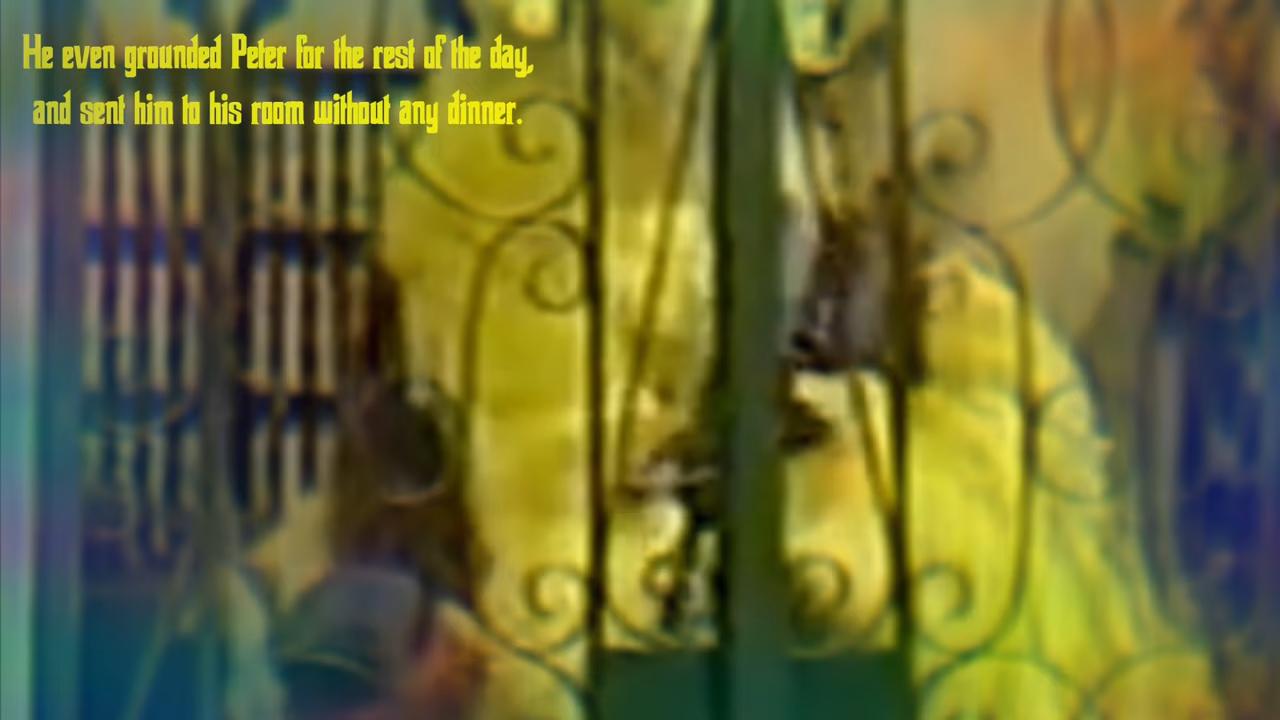 He even grounded Peter for the rest of the day,
and sent him to his room without any dinner.